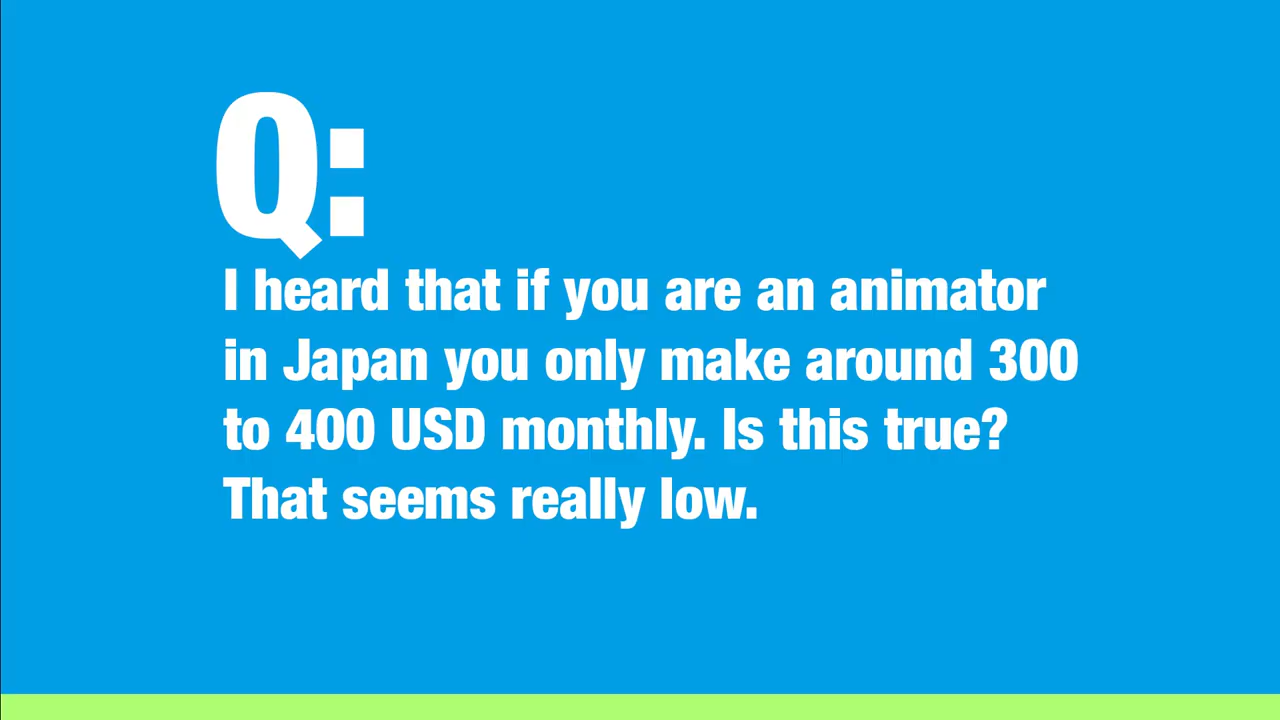 Q:
I heard that if you are an animator
in Japan you only make around 300
to 400 USD monthly. Is this true?
That seems really low.